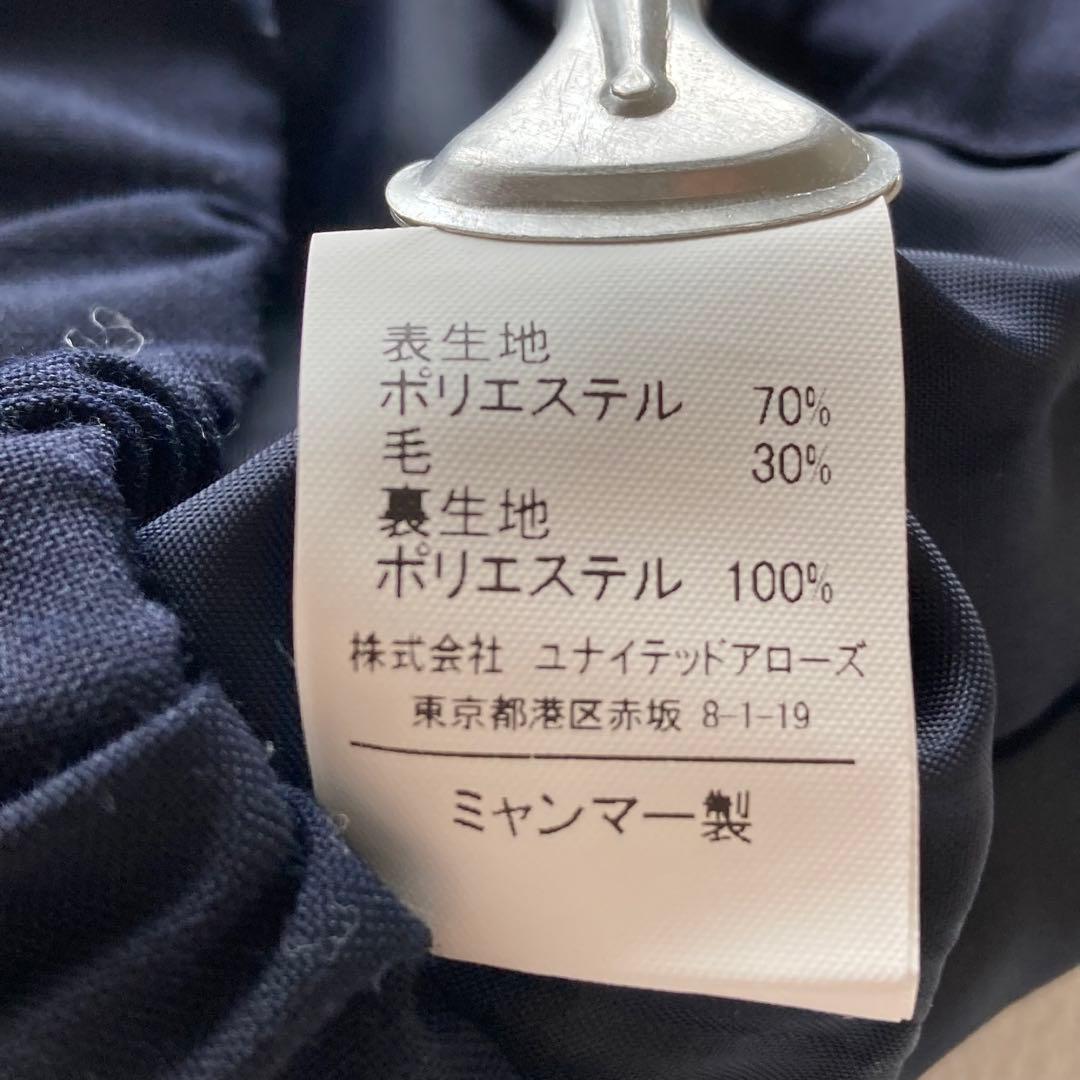 表生地
ポリエステル 70%
毛 30%
裏生地
ポリエステル 100%
株式会社 ユナイテッドアローズ
東京都港区赤坂 8-1-19
ミャンマー製